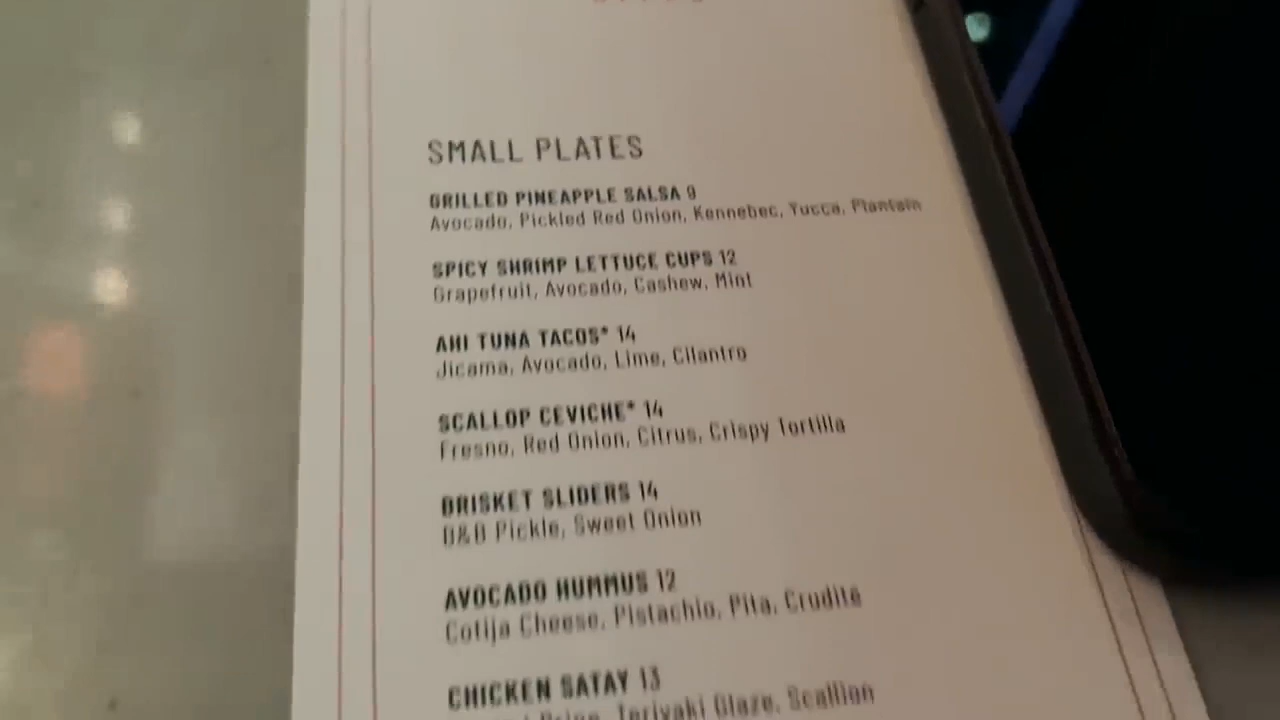 SMALL PLATES
GRILLED PINEAPPLE SALSA 9
Avocado, Pickled Red Onion, Kennebec, Yucca, Plantain
SPICY SHRIMP LETTUCE CUPS 12
Grapefruit, Avocado, Cashew, Mint
AHI TUNA TACOS* 14
Jicama, Avocado, Lime, Cilantro
SCALLOP CEVICHE* 14
Fresno, Red Onion, Citrus, Crispy Tortilla
BRISKET SLIDERS 14
B&B Pickle, Sweet Onion
AVOCADO HUMMUS 12
Cotija Cheese, Pistachio, Pita, Crudité
CHICKEN SATAY 13
Teriyaki Glaze, Scallion